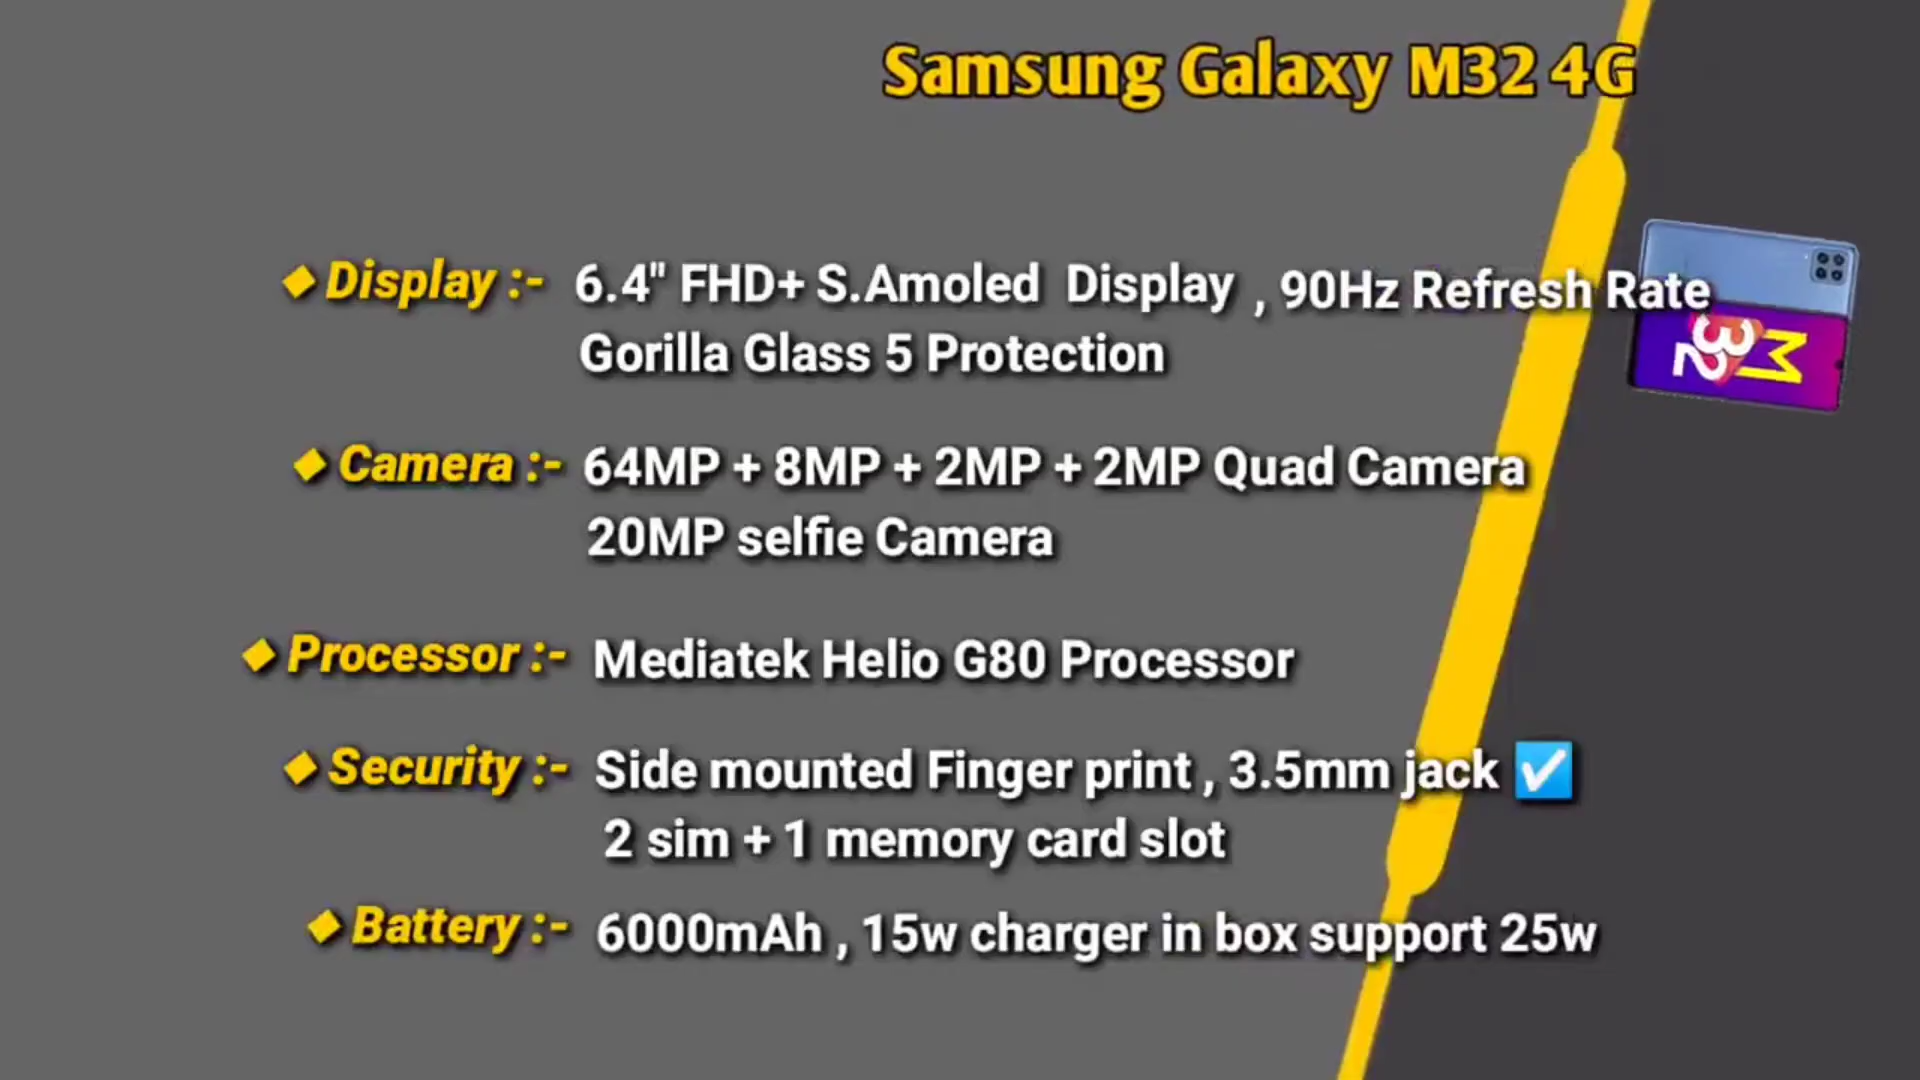 Samsung Galaxy M32 4G
◆ Display :- 6.4" FHD+ S.Amoled Display , 90Hz Refresh Rate
Gorilla Glass 5 Protection
M
32
◆ Camera :- 64MP + 8MP + 2MP + 2MP Quad Camera
20MP selfie Camera
◆ Processor :- Mediatek Helio G80 Processor
◆ Security :- Side mounted Finger print , 3.5mm jack ☑
2 sim + 1 memory card slot
◆ Battery :- 6000mAh , 15w charger in box support 25w